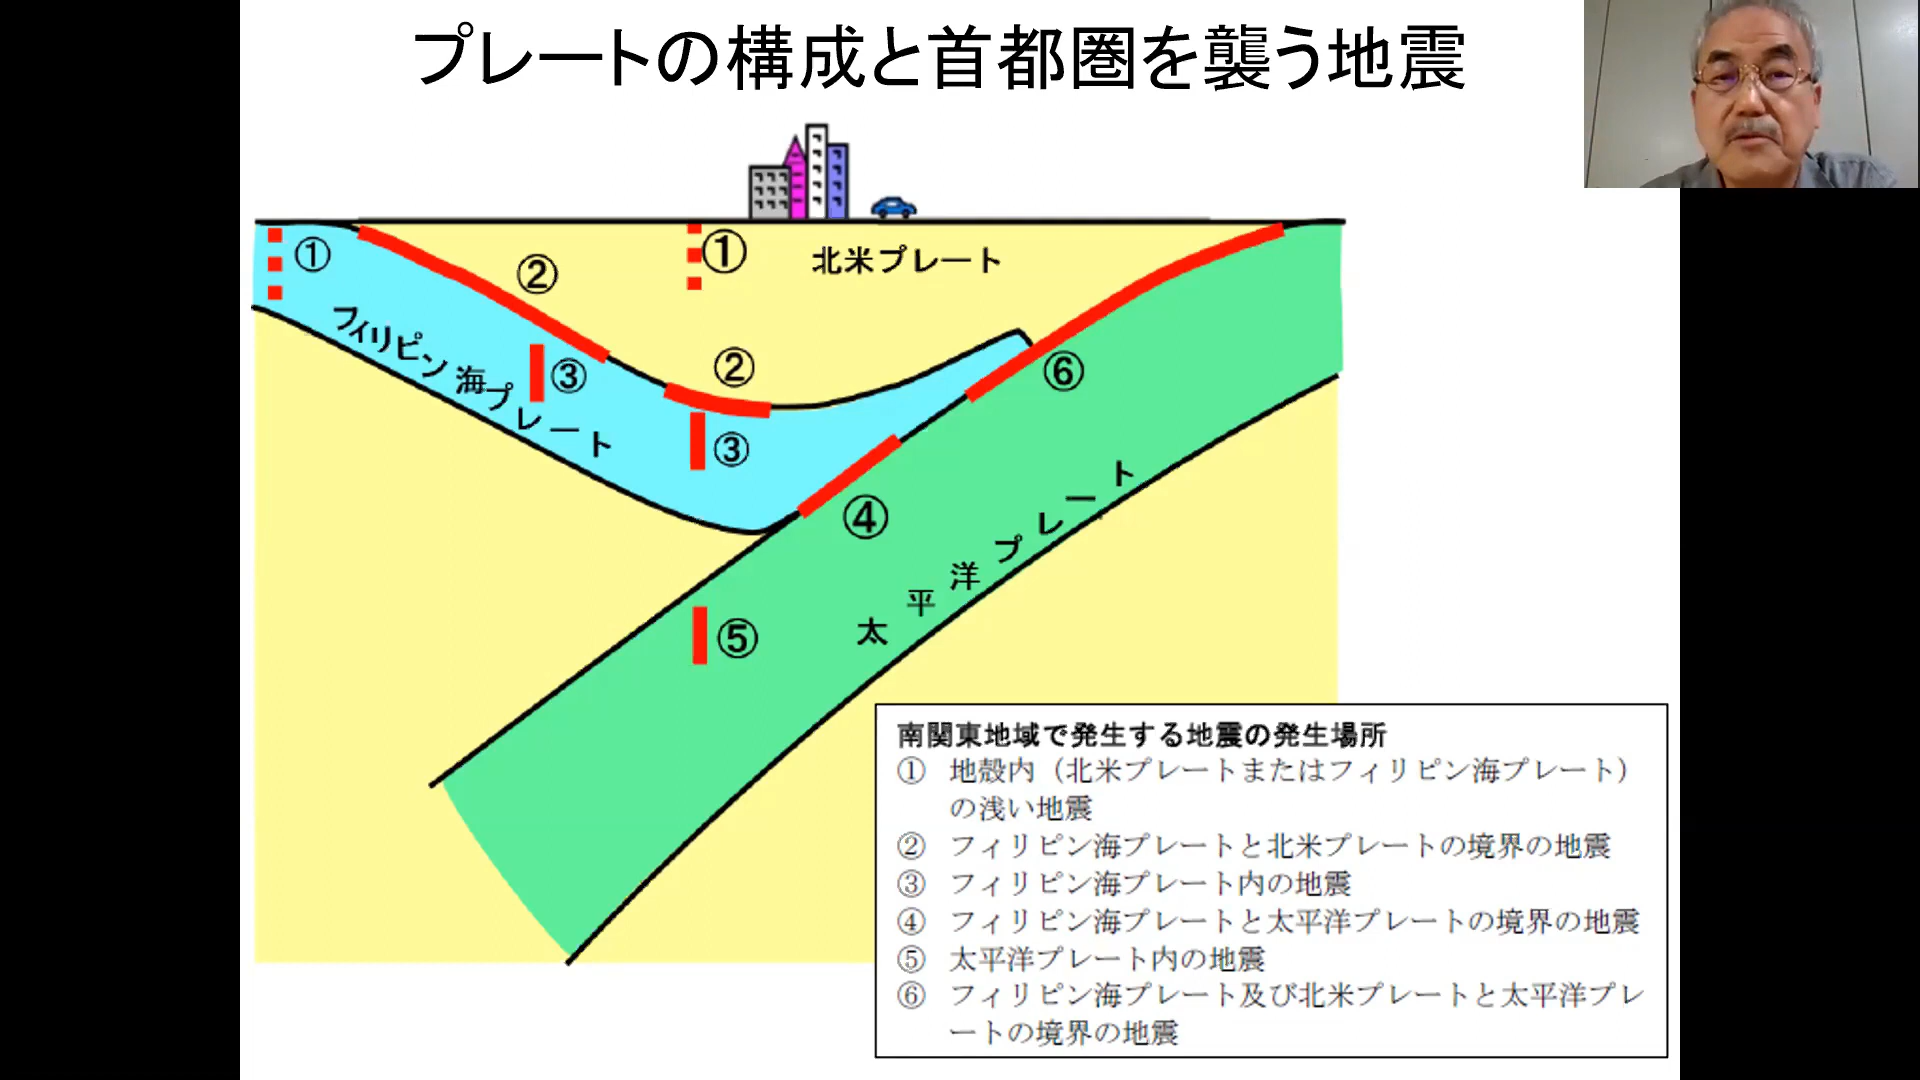 プレートの構成と首都圏を襲う地震
①
②
①
北米プレート
フィリピン海プレート
③
②
⑥
③
④
太平洋プレート
⑤
南関東地域で発生する地震の発生場所
① 地殻内（北米プレートまたはフィリピン海プレート）
の浅い地震
② フィリピン海プレートと北米プレートの境界の地震
③ フィリピン海プレート内の地震
④ フィリピン海プレートと太平洋プレートの境界の地震
⑤ 太平洋プレート内の地震
⑥ フィリピン海プレート及び北米プレートと太平洋プレ
ートの境界の地震